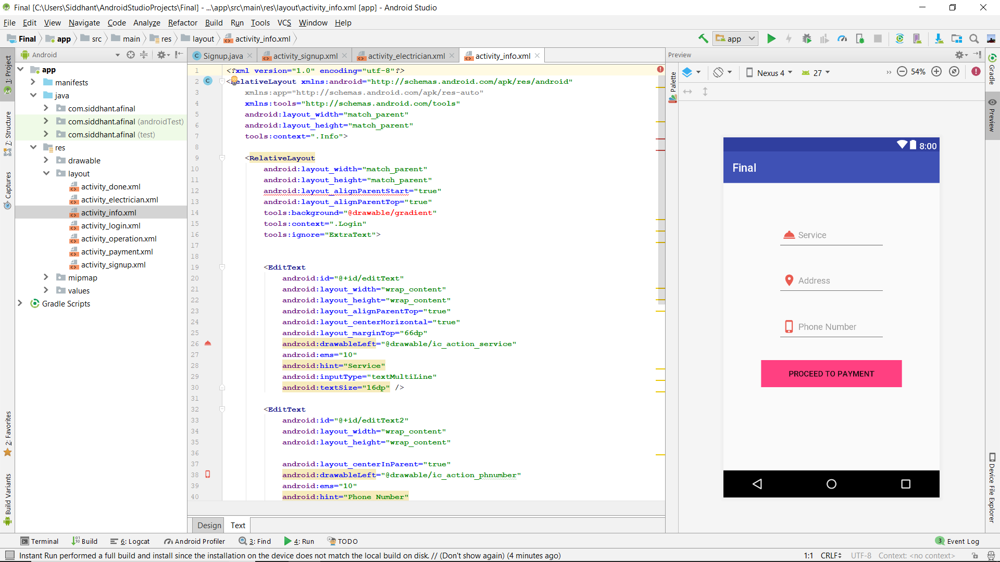 Final [C:\Users\Siddhant\AndroidStudioProjects\Final] - ...\app\src\main\res\layout\activity_info.xml [app] - Android Studio
File Edit View Navigate Code Analyze Refactor Build Run Tools VCS Window Help
Final app src main res layout activity_info.xml
app
1: Project
7: Structure
Captures
2: Favorites
Build Variants
Android
app
manifests
java
com.siddhant.afinal
com.siddhant.afinal (androidTest)
com.siddhant.afinal (test)
res
drawable
layout
activity_done.xml
activity_electrician.xml
activity_info.xml
activity_login.xml
activity_operation.xml
activity_payment.xml
activity_signup.xml
mipmap
values
Gradle Scripts
Signup.java activity_signup.xml activity_electrician.xml activity_info.xml
1 <?xml version="1.0" encoding="utf-8"?>
2 <RelativeLayout xmlns:android="http://schemas.android.com/apk/res/android"
3 xmlns:app="http://schemas.android.com/apk/res-auto"
4 xmlns:tools="http://schemas.android.com/tools"
5 android:layout_width="match_parent"
6 android:layout_height="match_parent"
7 tools:context=".Info">
8
9 <RelativeLayout
10 android:layout_width="match_parent"
11 android:layout_height="match_parent"
12 android:layout_alignParentStart="true"
13 android:layout_alignParentTop="true"
14 tools:background="@drawable/gradient"
15 tools:context=".Login"
16 tools:ignore="ExtraText">
17
18
19 <EditText
20 android:id="@+id/editText"
21 android:layout_width="wrap_content"
22 android:layout_height="wrap_content"
23 android:layout_alignParentTop="true"
24 android:layout_centerHorizontal="true"
25 android:layout_marginTop="66dp"
26 android:drawableLeft="@drawable/ic_action_service"
27 android:ems="10"
28 android:hint="Service"
29 android:inputType="textMultiLine"
30 android:textSize="16dp" />
31
32 <EditText
33 android:id="@+id/editText2"
34 android:layout_width="wrap_content"
35 android:layout_height="wrap_content"
36
37 android:layout_centerInParent="true"
38 android:drawableLeft="@drawable/ic_action_phnumber"
39 android:ems="10"
40 android:hint="Phone Number"
Design Text
Preview
Palette
Nexus 4 27 54%
8:00
Final
Service
Address
Phone Number
PROCEED TO PAYMENT
Gradle
Preview
Device File Explorer
Terminal Build 6: Logcat Android Profiler 3: Find 4: Run TODO 3 Event Log
Instant Run performed a full build and install since the installation on the device does not match the local build on disk. // (Don't show again) (4 minutes ago) 1:1 CRLF UTF-8 Context: <no context>